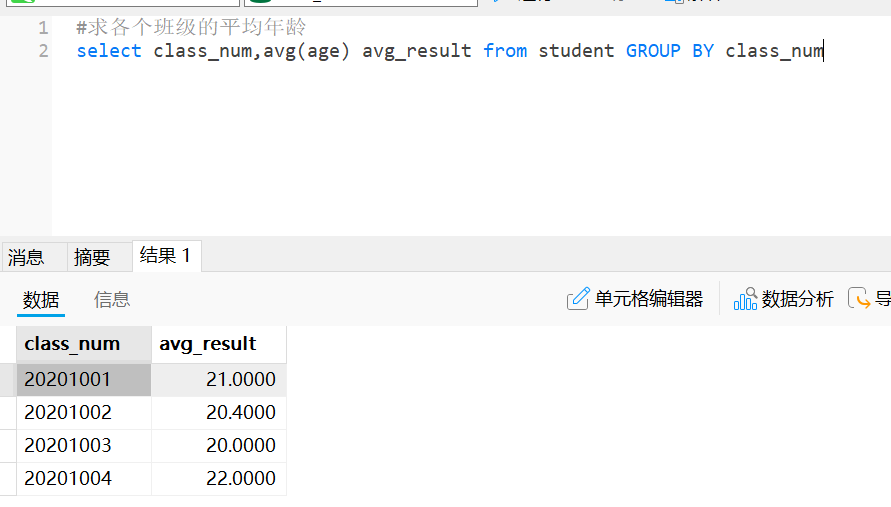 1 #求各个班级的平均年龄
2 select class_num,avg(age) avg_result from student GROUP BY class_num
消息 摘要 结果 1
数据 信息 单元格编辑器 数据分析 导
class_num avg_result
20201001 21.0000
20201002 20.4000
20201003 20.0000
20201004 22.0000